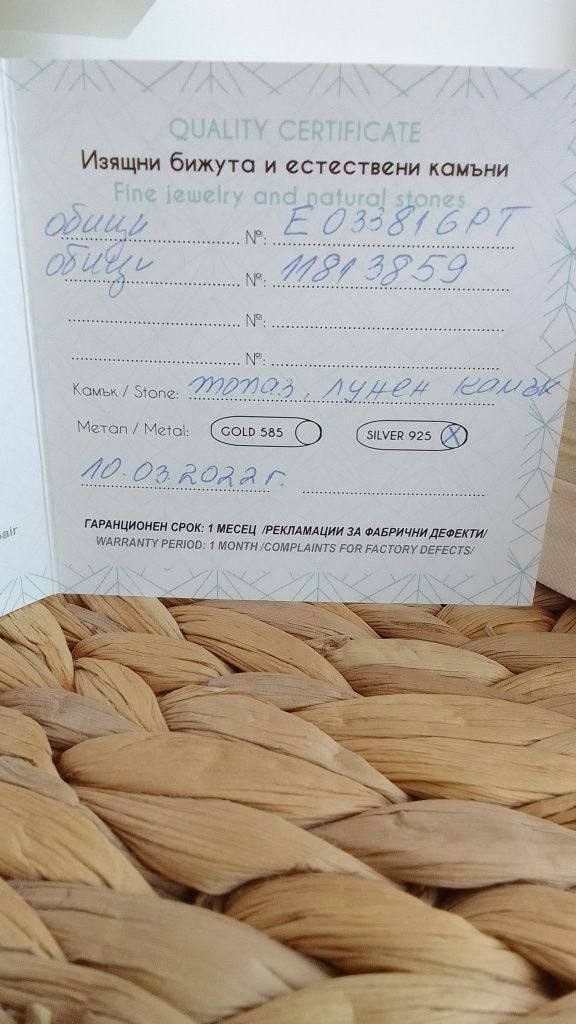 QUALITY CERTIFICATE
Изящни бижута и естествени камъни
Fine jewelry and natural stones
обици №: E033816PT
обици №: 11813859
№:
№:
Камък / Stone: топаз, лунен камък
Метал / Metal: GOLD 585 SILVER 925 X
10.03.2022г.
ГАРАНЦИОНЕН СРОК: 1 МЕСЕЦ /РЕКЛАМАЦИИ ЗА ФАБРИЧНИ ДЕФЕКТИ/
WARRANTY PERIOD: 1 MONTH /COMPLAINTS FOR FACTORY DEFECTS/